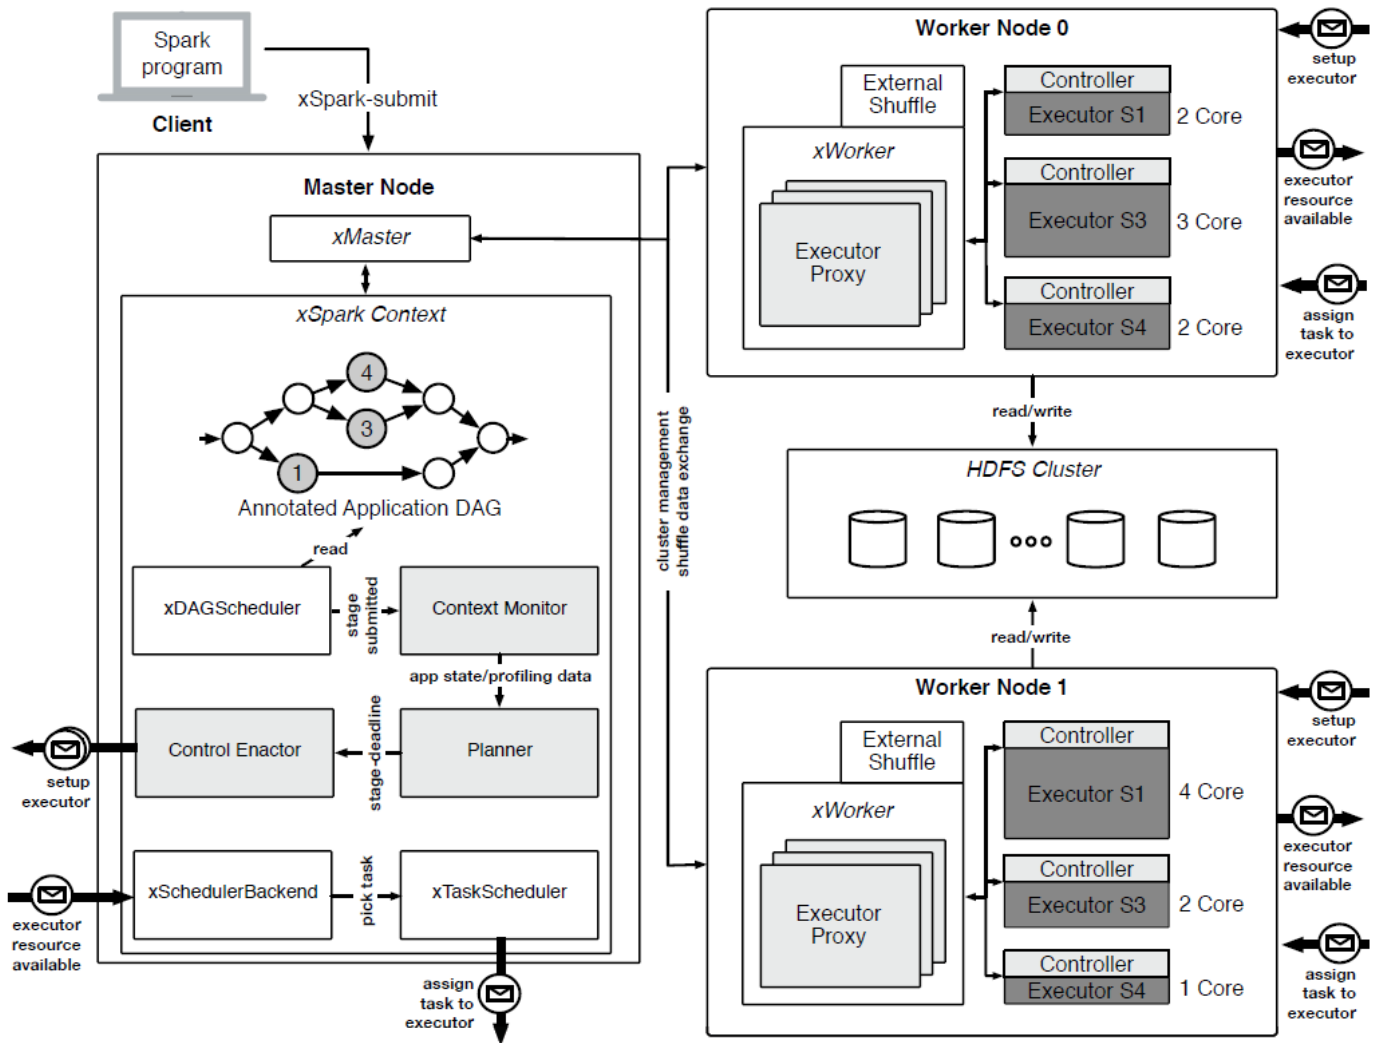 Spark
program
Client
xSpark-submit
Master Node
xMaster
xSpark Context
4
3
1
Annotated Application DAG
read
xDAGScheduler
stage
submitted
Context Monitor
app state/profiling data
Control Enactor
stage-deadline
Planner
setup
executor
xSchedulerBackend
pick task
xTaskScheduler
executor
resource
available
assign
task to
executor
cluster management
shuffle data exchange
Worker Node 0
External
Shuffle
xWorker
Executor
Proxy
Controller
Executor S1
2 Core
Controller
Executor S3
3 Core
Controller
Executor S4
2 Core
setup
executor
executor
resource
available
assign
task to
executor
read/write
HDFS Cluster
read/write
Worker Node 1
External
Shuffle
xWorker
Executor
Proxy
Controller
Executor S1
4 Core
Controller
Executor S3
2 Core
Controller
Executor S4
1 Core
setup
executor
executor
resource
available
assign
task to
executor